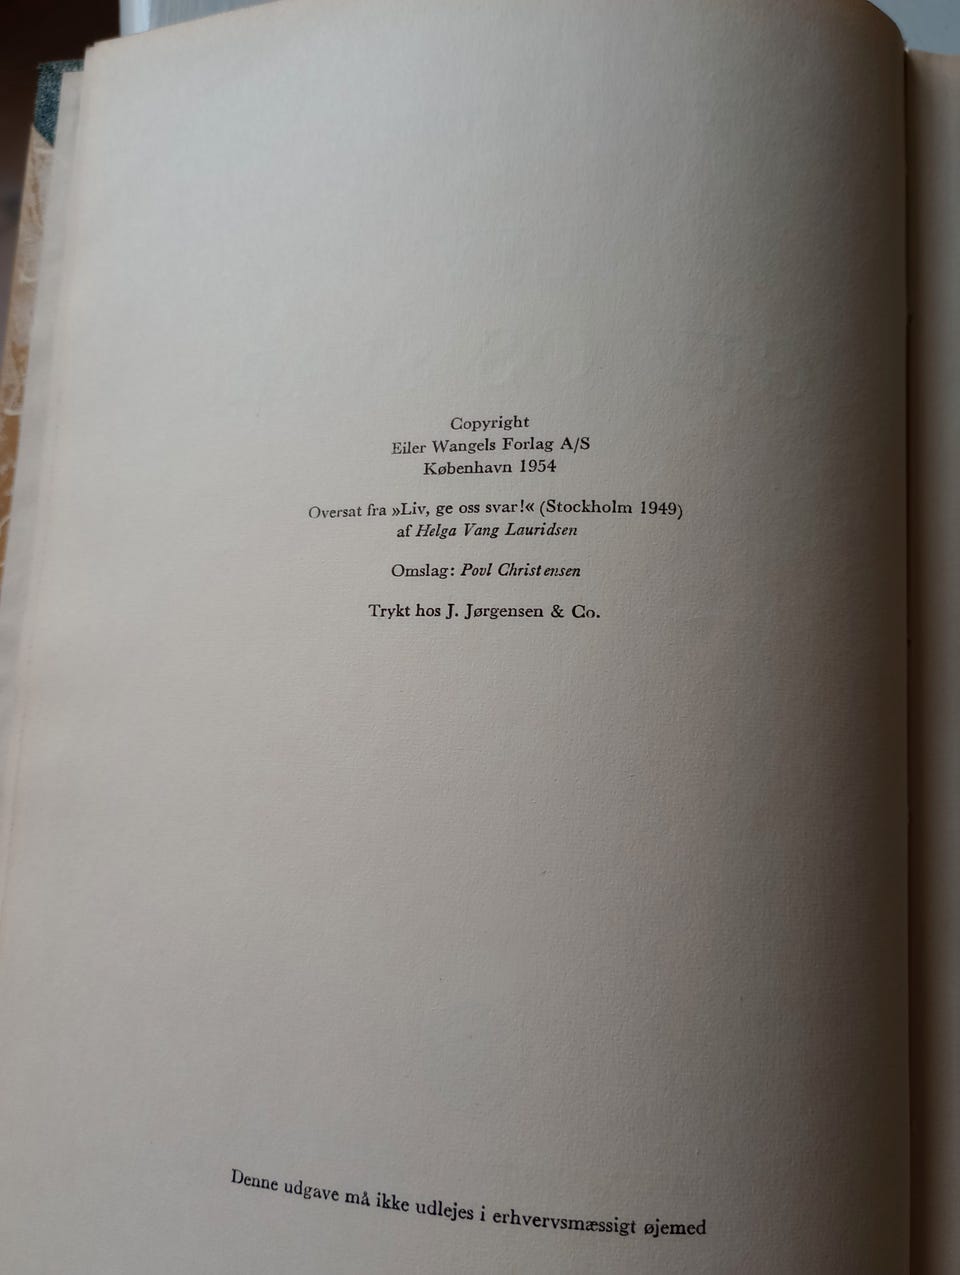 Copyright
Eiler Wangels Forlag A/S
København 1954
Oversat fra »Liv, ge oss svar!« (Stockholm 1949)
af Helga Vang Lauridsen
Omslag: Povl Christensen
Trykt hos J. Jørgensen & Co.
Denne udgave må ikke udlejes i erhvervsmæssigt øjemed